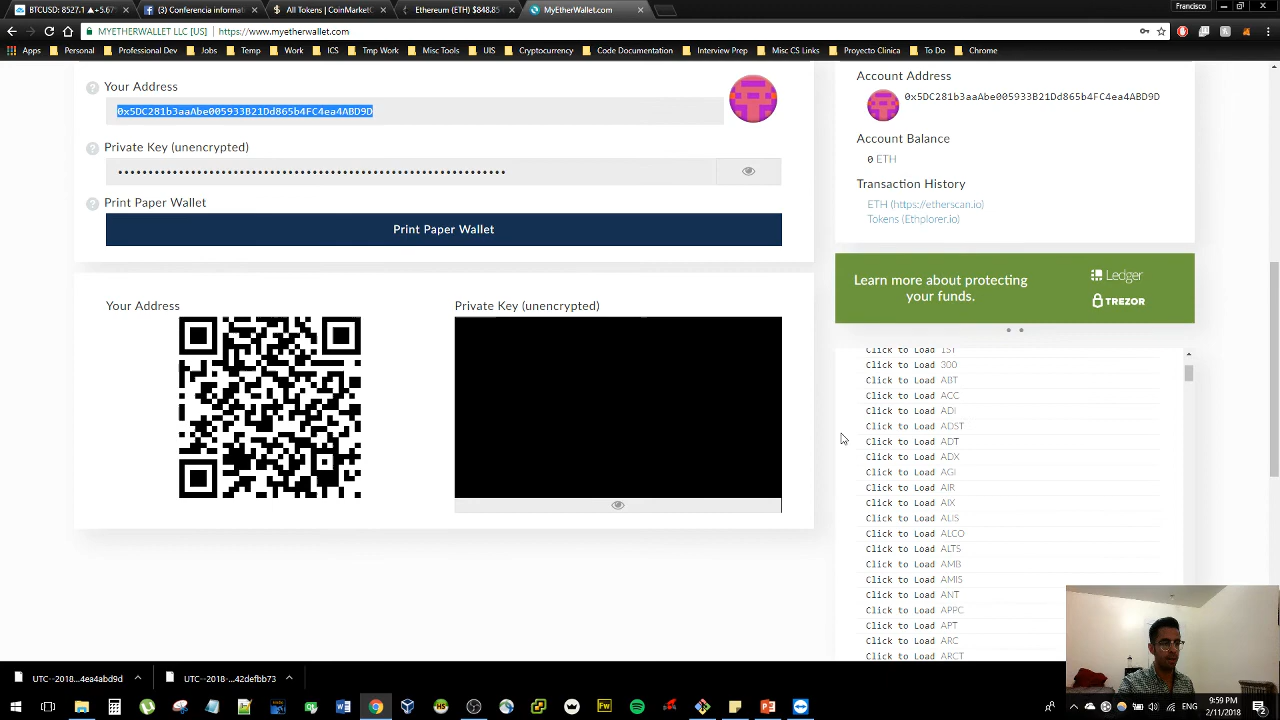 BTCUSD: 8527.1 ▲+5.67
(3) Conferencia informat
All Tokens | CoinMarketC
Ethereum (ETH) $848.85
MyEtherWallet.com
Francisco
MYETHERWALLET LLC [US] https://www.myetherwallet.com
Apps Personal Professional Dev Jobs Temp Work ICS Tmp Work Misc Tools UIS Cryptocurrency Code Documentation Interview Prep Misc CS Links Proyecto Clinica To Do Chrome
Your Address
0x5DC281b3aaAbe005933B21Dd865b4FC4ea4ABD9D
Private Key (unencrypted)
Print Paper Wallet
Print Paper Wallet
Your Address
Private Key (unencrypted)
Account Address
0x5DC281b3aaAbe005933B21Dd865b4FC4ea4ABD9D
Account Balance
0 ETH
Transaction History
ETH (https://etherscan.io)
Tokens (Ethplorer.io)
Learn more about protecting
your funds.
Ledger
TREZOR
Click to Load 1ST
Click to Load 300
Click to Load ABT
Click to Load ACC
Click to Load ADI
Click to Load ADST
Click to Load ADT
Click to Load ADX
Click to Load AGI
Click to Load AIR
Click to Load AIX
Click to Load ALIS
Click to Load ALCO
Click to Load ALTS
Click to Load AMB
Click to Load AMIS
Click to Load ANT
Click to Load APPC
Click to Load APT
Click to Load ARC
Click to Load ARCT
UTC--2018....4ea4abd9d
UTC--2018-...42defbb73
9:59 PM
2/11/2018